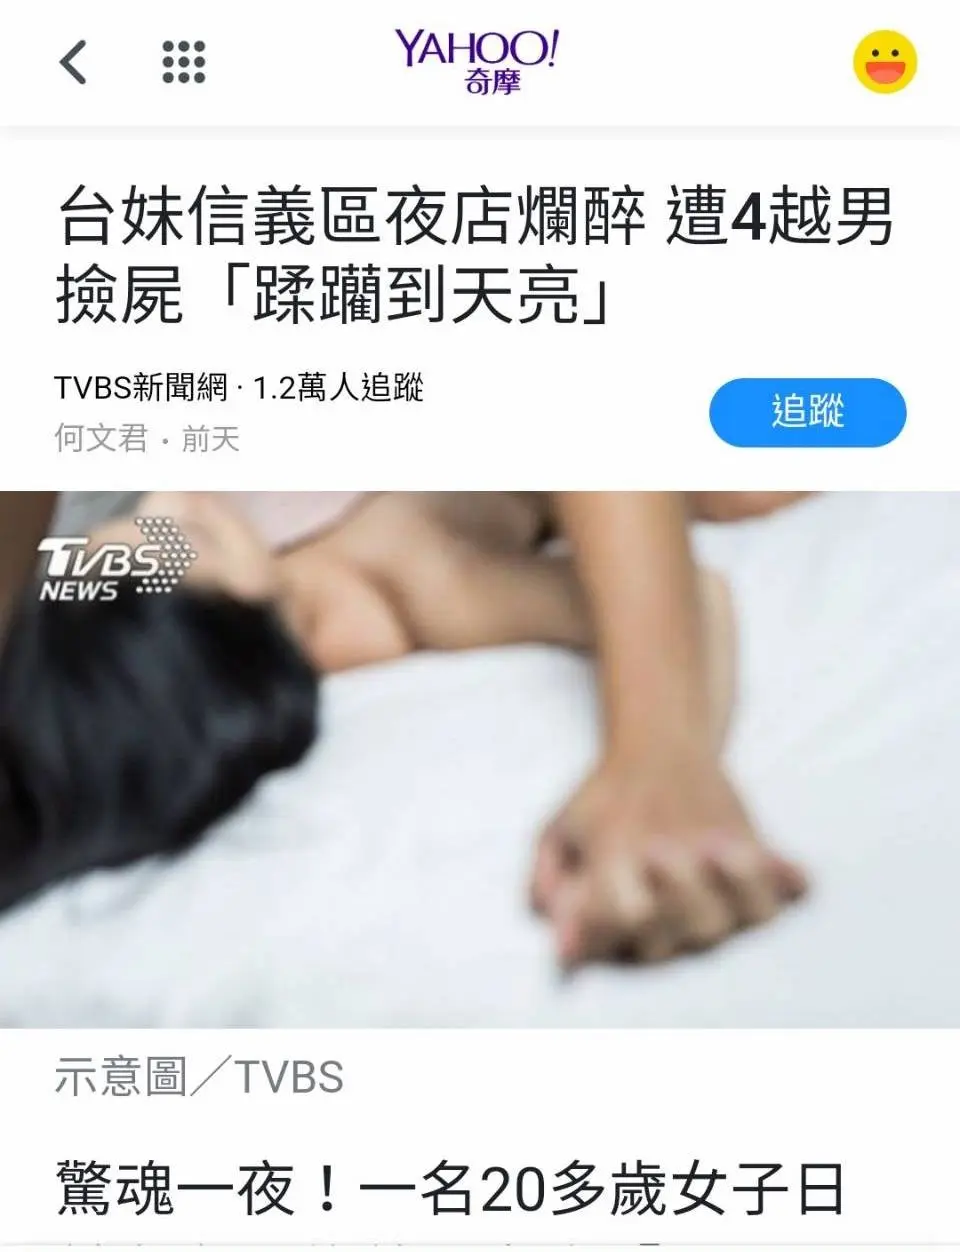 YAHOO!
奇摩
台妹信義區夜店爛醉 遭4越男
撿屍「蹂躪到天亮」
TVBS新聞網 · 1.2萬人追蹤
追蹤
何文君 · 前天
TVBS
NEWS
示意圖／TVBS
驚魂一夜！一名20多歲女子日